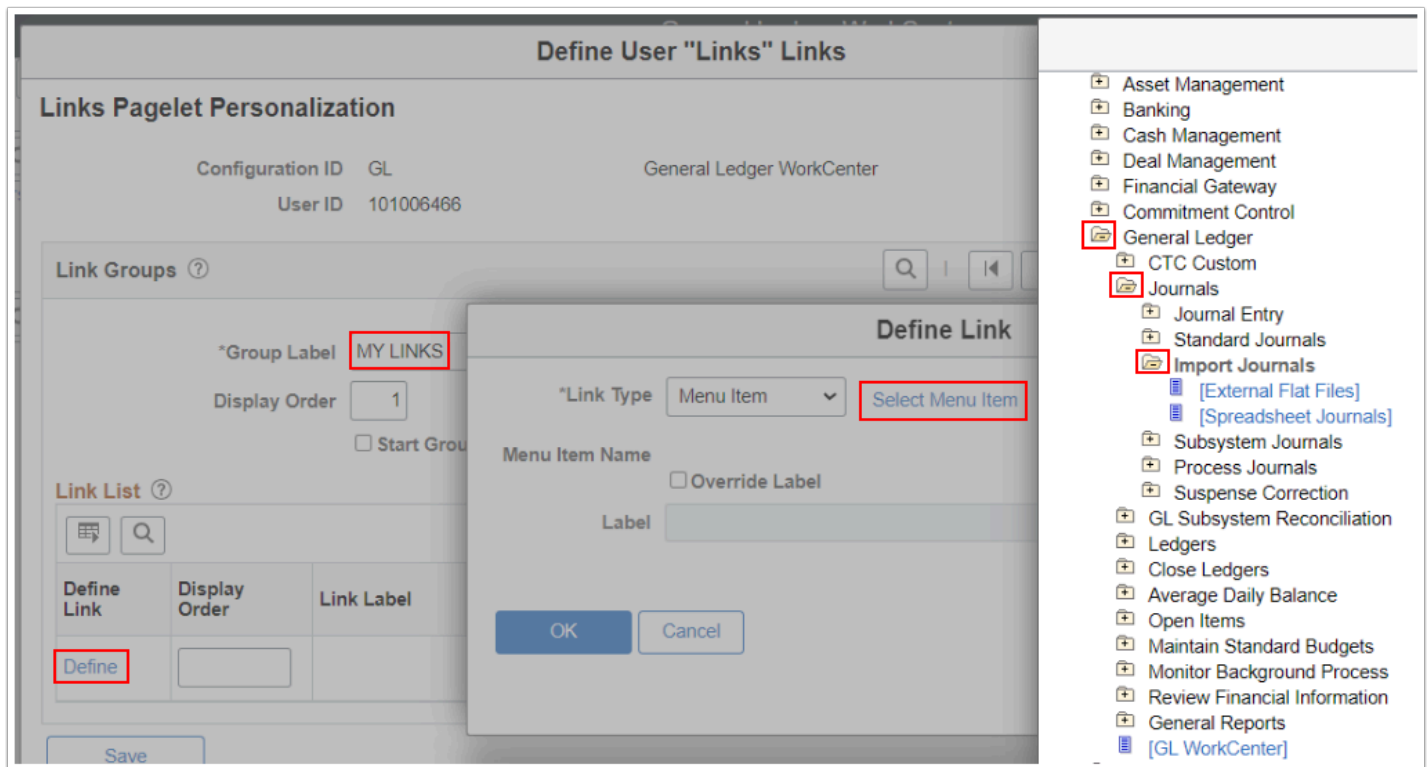 Define User "Links" Links
Links Pagelet Personalization
Configuration ID GL General Ledger WorkCenter
User ID 101006466
Link Groups
*Group Label MY LINKS
Display Order 1
Start Grou
Link List
Define Link
Display Order
Link Label
Define
Save
Define Link
*Link Type Menu Item Select Menu Item
Menu Item Name
Override Label
Label
OK Cancel
Asset Management
Banking
Cash Management
Deal Management
Financial Gateway
Commitment Control
General Ledger
CTC Custom
Journals
Journal Entry
Standard Journals
Import Journals
[External Flat Files]
[Spreadsheet Journals]
Subsystem Journals
Process Journals
Suspense Correction
GL Subsystem Reconciliation
Ledgers
Close Ledgers
Average Daily Balance
Open Items
Maintain Standard Budgets
Monitor Background Process
Review Financial Information
General Reports
[GL WorkCenter]